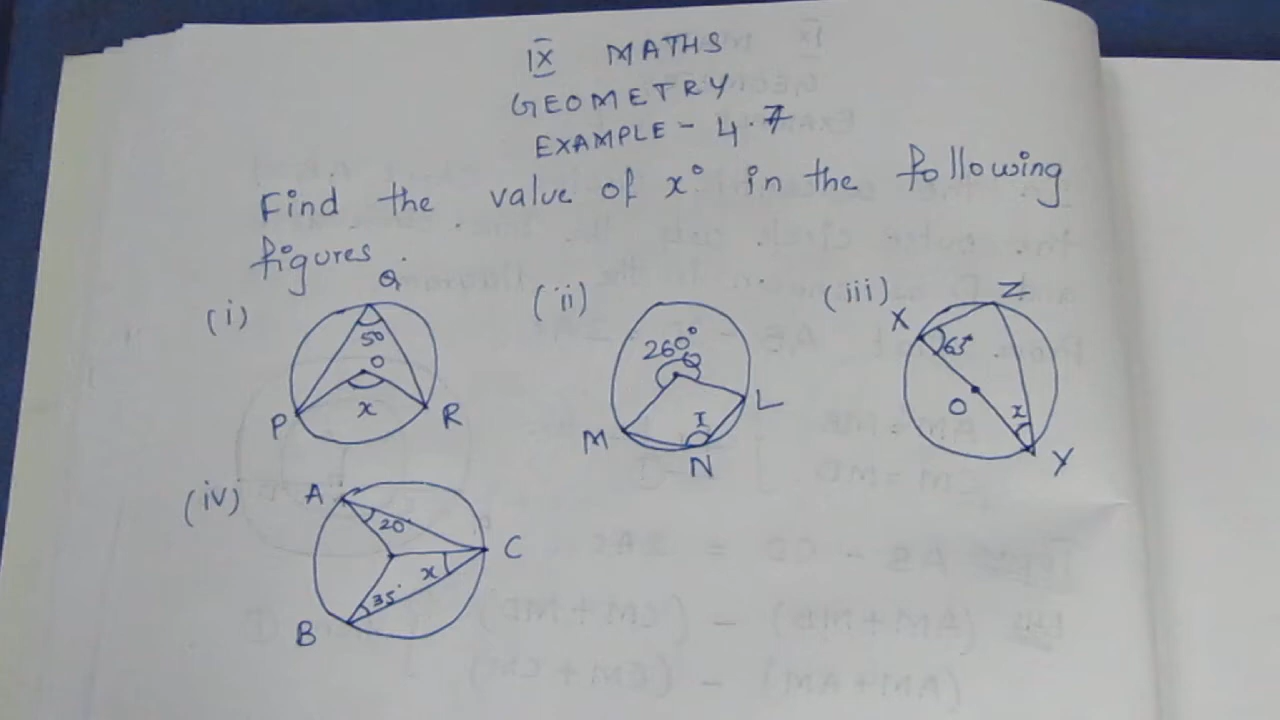 IX MATHS
GEOMETRY
EXAMPLE - 4.7
Find the value of x° in the following
figures.
(i) Q
50
O
x
P R
(ii)
260°
O
x
M L
N
(iii) Z
X
63°
O
x
Y
(iv) A
20
C
x
35°
B